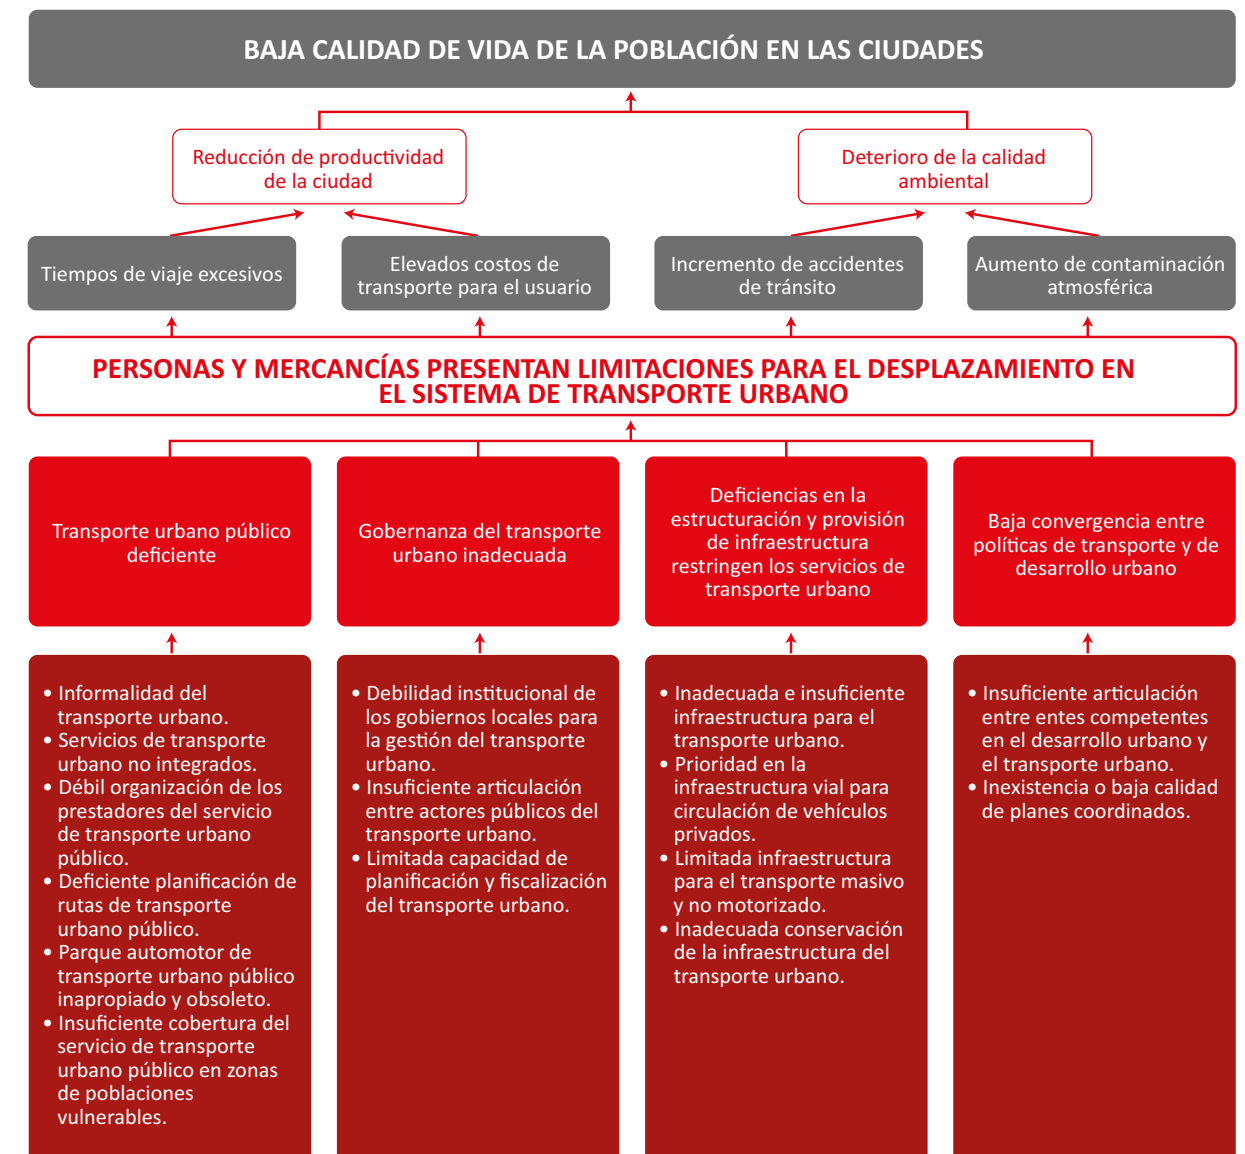 BAJA CALIDAD DE VIDA DE LA POBLACIÓN EN LAS CIUDADES
Reducción de productividad
de la ciudad
Deterioro de la calidad
ambiental
Tiempos de viaje excesivos
Elevados costos de
transporte para el usuario
Incremento de accidentes
de tránsito
Aumento de contaminación
atmosférica
PERSONAS Y MERCANCÍAS PRESENTAN LIMITACIONES PARA EL DESPLAZAMIENTO EN
EL SISTEMA DE TRANSPORTE URBANO
Transporte urbano público
deficiente
Gobernanza del transporte
urbano inadecuada
Deficiencias en la
estructuración y provisión
de infraestructura
restringen los servicios de
transporte urbano
Baja convergencia entre
políticas de transporte y de
desarrollo urbano
• Informalidad del
transporte urbano.
• Servicios de transporte
urbano no integrados.
• Débil organización de los
prestadores del servicio
de transporte urbano
público.
• Deficiente planificación de
rutas de transporte
urbano público.
• Parque automotor de
transporte urbano público
inapropiado y obsoleto.
• Insuficiente cobertura del
servicio de transporte
urbano público en zonas
de poblaciones
vulnerables.
• Debilidad institucional de
los gobiernos locales para
la gestión del transporte
urbano.
• Insuficiente articulación
entre actores públicos del
transporte urbano.
• Limitada capacidad de
planificación y fiscalización
del transporte urbano.
• Inadecuada e insuficiente
infraestructura para el
transporte urbano.
• Prioridad en la
infraestructura vial para
circulación de vehículos
privados.
• Limitada infraestructura
para el transporte masivo
y no motorizado.
• Inadecuada conservación
de la infraestructura del
transporte urbano.
• Insuficiente articulación
entre entes competentes
en el desarrollo urbano y
el transporte urbano.
• Inexistencia o baja calidad
de planes coordinados.